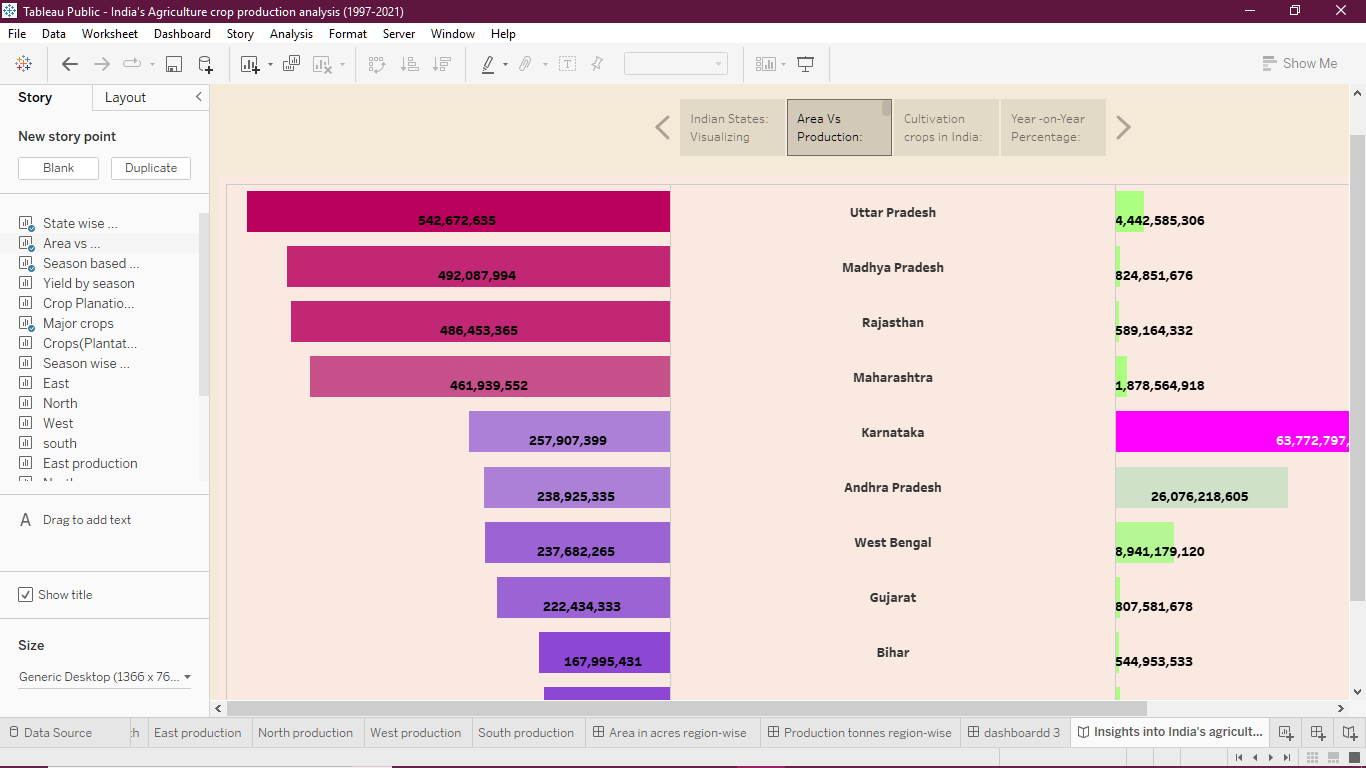 Tableau Public - India's Agriculture crop production analysis (1997-2021)
File Data Worksheet Dashboard Story Analysis Format Server Window Help
Show Me
Story Layout
New story point
Blank Duplicate
State wise ...
Area vs ...
Season based ...
Yield by season
Crop Planatio...
Major crops
Crops(Plantat...
Season wise ...
East
North
West
south
East production
A Drag to add text
Show title
Size
Generic Desktop (1366 x 76...
Indian States:
Visualizing
Area Vs
Production:
Cultivation
crops in India:
Year -on-Year
Percentage:
542,672,635 Uttar Pradesh 4,442,585,306
492,087,994 Madhya Pradesh 824,851,676
486,453,365 Rajasthan 589,164,332
461,939,552 Maharashtra 1,878,564,918
257,907,399 Karnataka 63,772,797,
238,925,335 Andhra Pradesh 26,076,218,605
237,682,265 West Bengal 8,941,179,120
222,434,333 Gujarat 807,581,678
167,995,431 Bihar 544,953,533
Data Source East production North production West production South production Area in acres region-wise Production tonnes region-wise dashboardd 3 Insights into India's agricult...